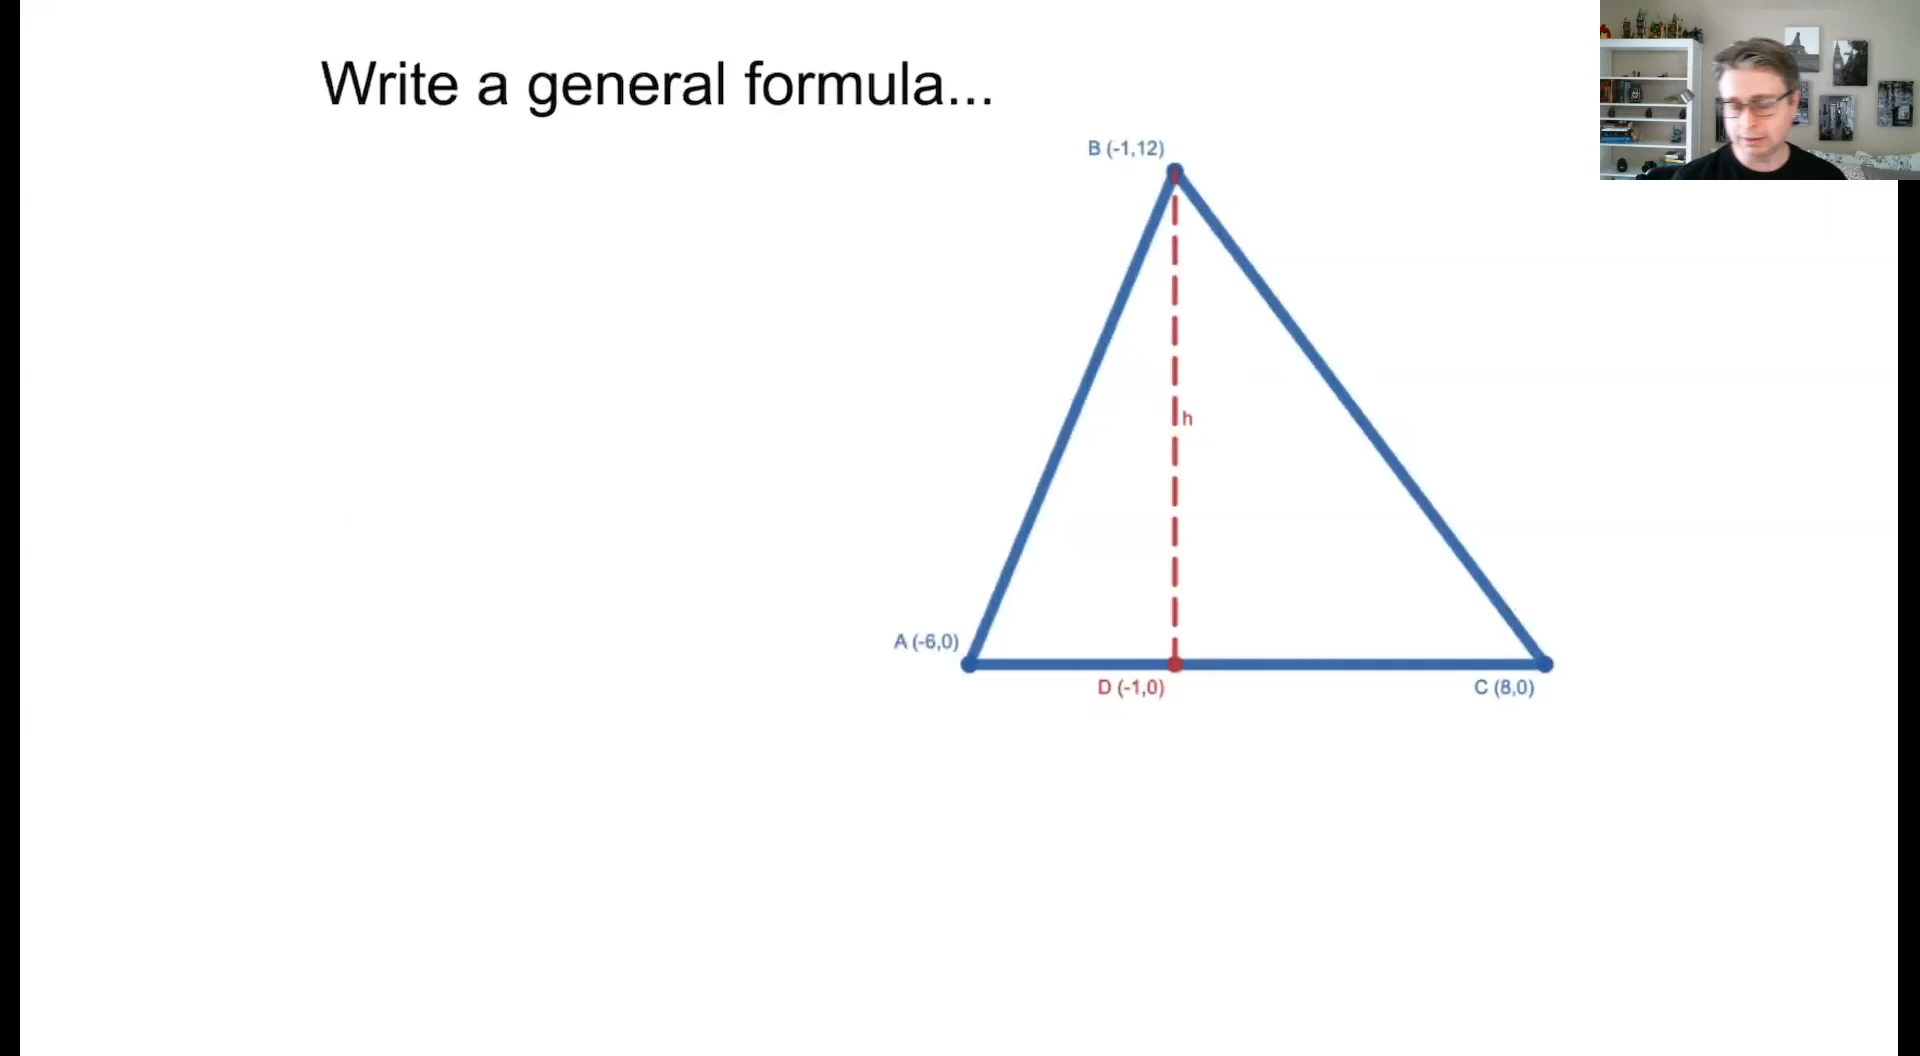 Write a general formula...
B (-1,12)
h
A (-6,0)
D (-1,0)
C (8,0)